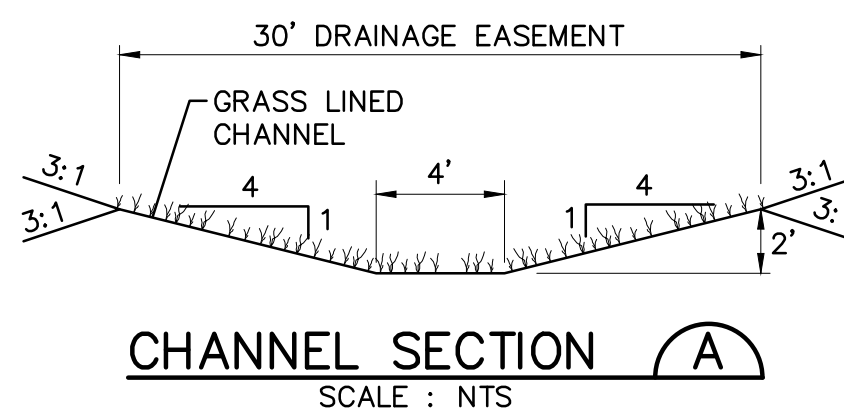 30' DRAINAGE EASEMENT
GRASS LINED
CHANNEL
3:1
3:1
4
1
4'
4
1
3:1
3:
2'
CHANNEL SECTION A
SCALE : NTS